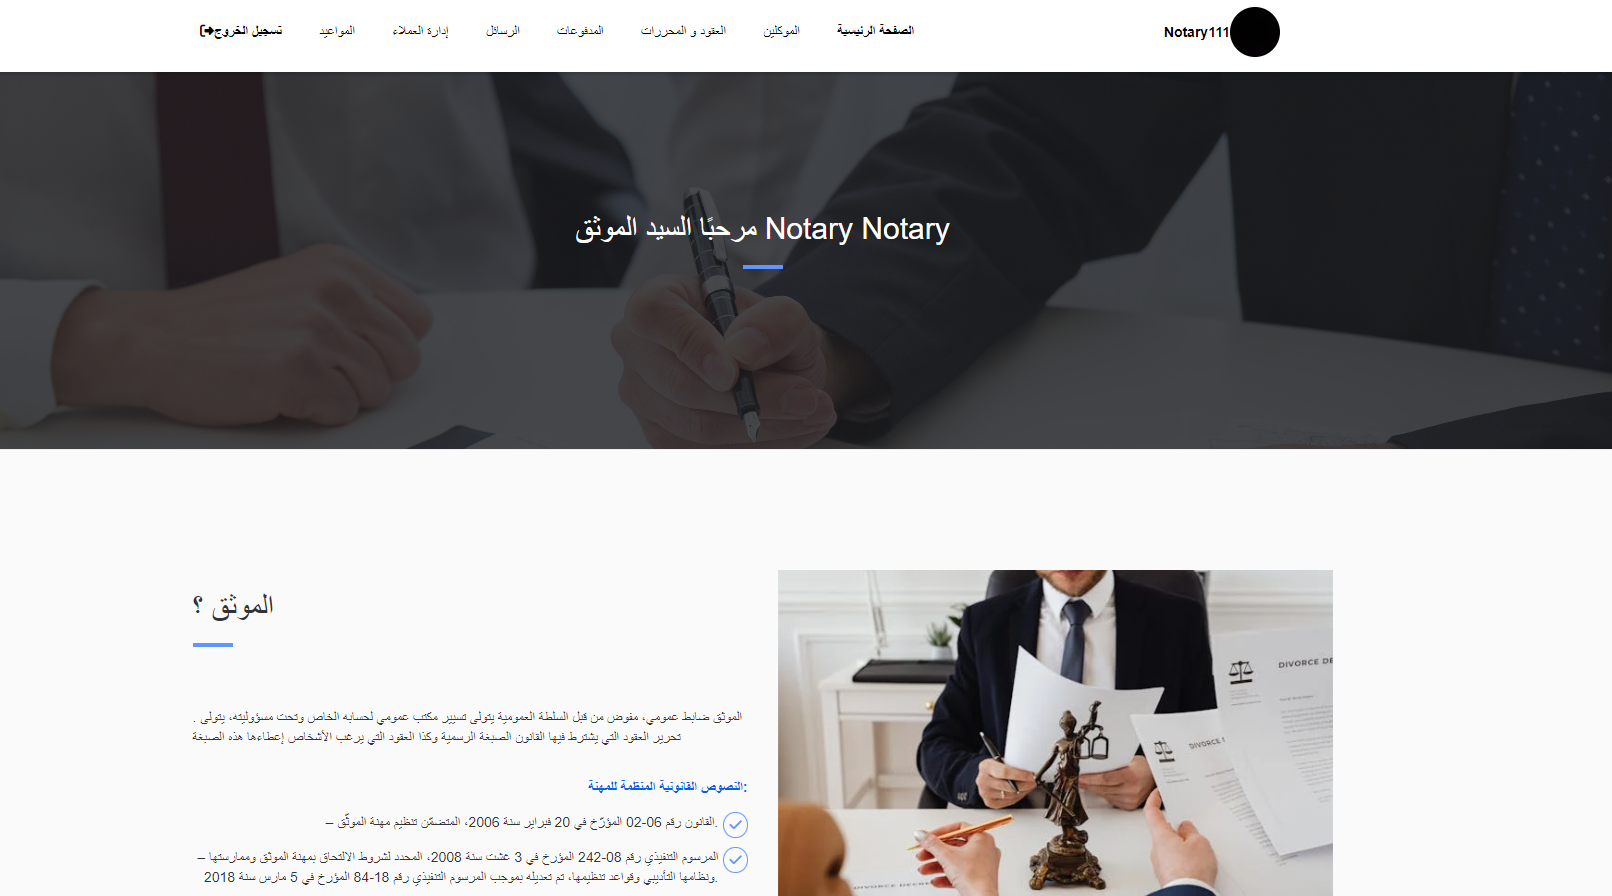 Notary111
الصفحة الرئيسية
الموكلين
العقود و المحررات
المدفوعات
الرسائل
إدارة العملاء
المواعيد
تسجيل الخروج
مرحبًا السيد الموثق Notary Notary
الموثق ؟
الموثق ضابط عمومي، مفوض من قبل السلطة العمومية يتولى تسيير مكتب عمومي لحسابه الخاص وتحت مسؤوليته، يتولى .
تحرير العقود التي يشترط فيها القانون الصبغة الرسمية وكذا العقود التي يرغب الأشخاص إعطاءها هذه الصبغة
النصوص القانونية المنظمة للمهنة:
القانون رقم 06-02 المؤرّخ في 20 فبراير سنة 2006، المتضمّن تنظيم مهنة الموثّق –.
المرسوم التنفيذي رقم 08-242 المؤرخ في 3 غشت سنة 2008، المحدد لشروط الالتحاق بمهنة الموثق وممارستها –
ونظامها التأديبي وقواعد تنظيمها، تم تعديله بموجب المرسوم التنفيذي رقم 18-84 المؤرخ في 5 مارس سنة 2018.
DIVORCE DE
DIVORCE
DIVORCE DECREE